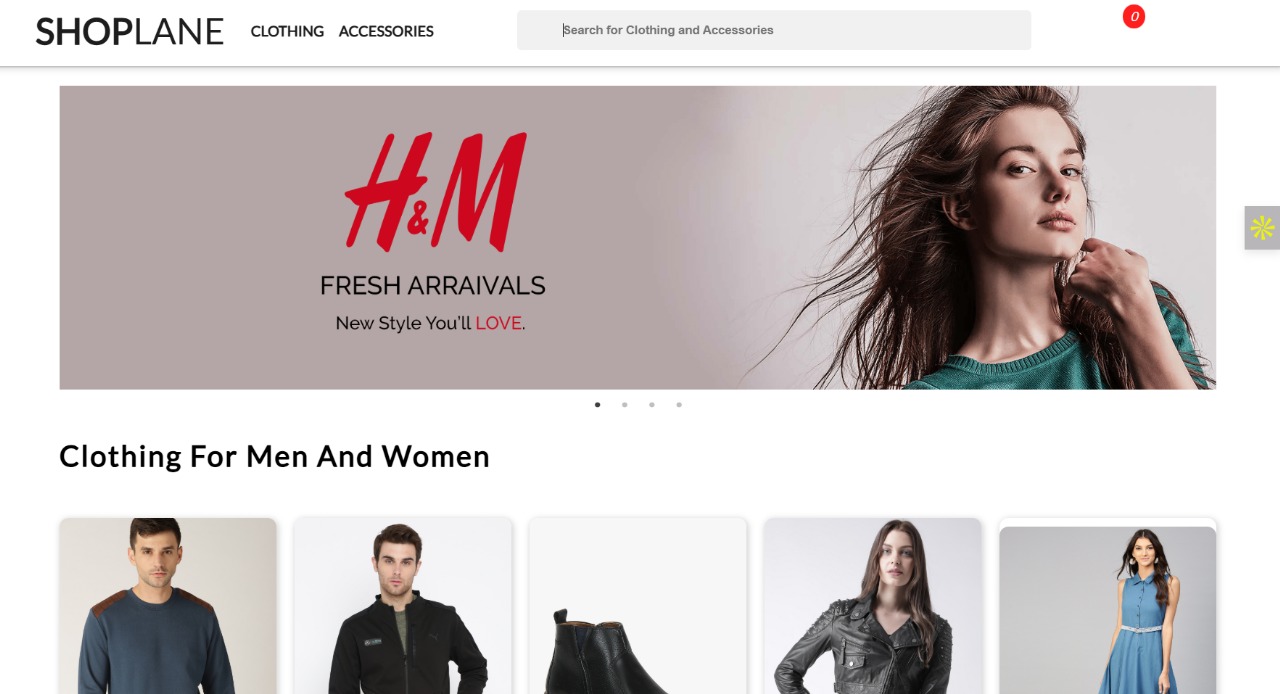 SHOPLANE
CLOTHING ACCESSORIES
Search for Clothing and Accessories
0
H&M
FRESH ARRAIVALS
New Style You'll LOVE.
Clothing For Men And Women